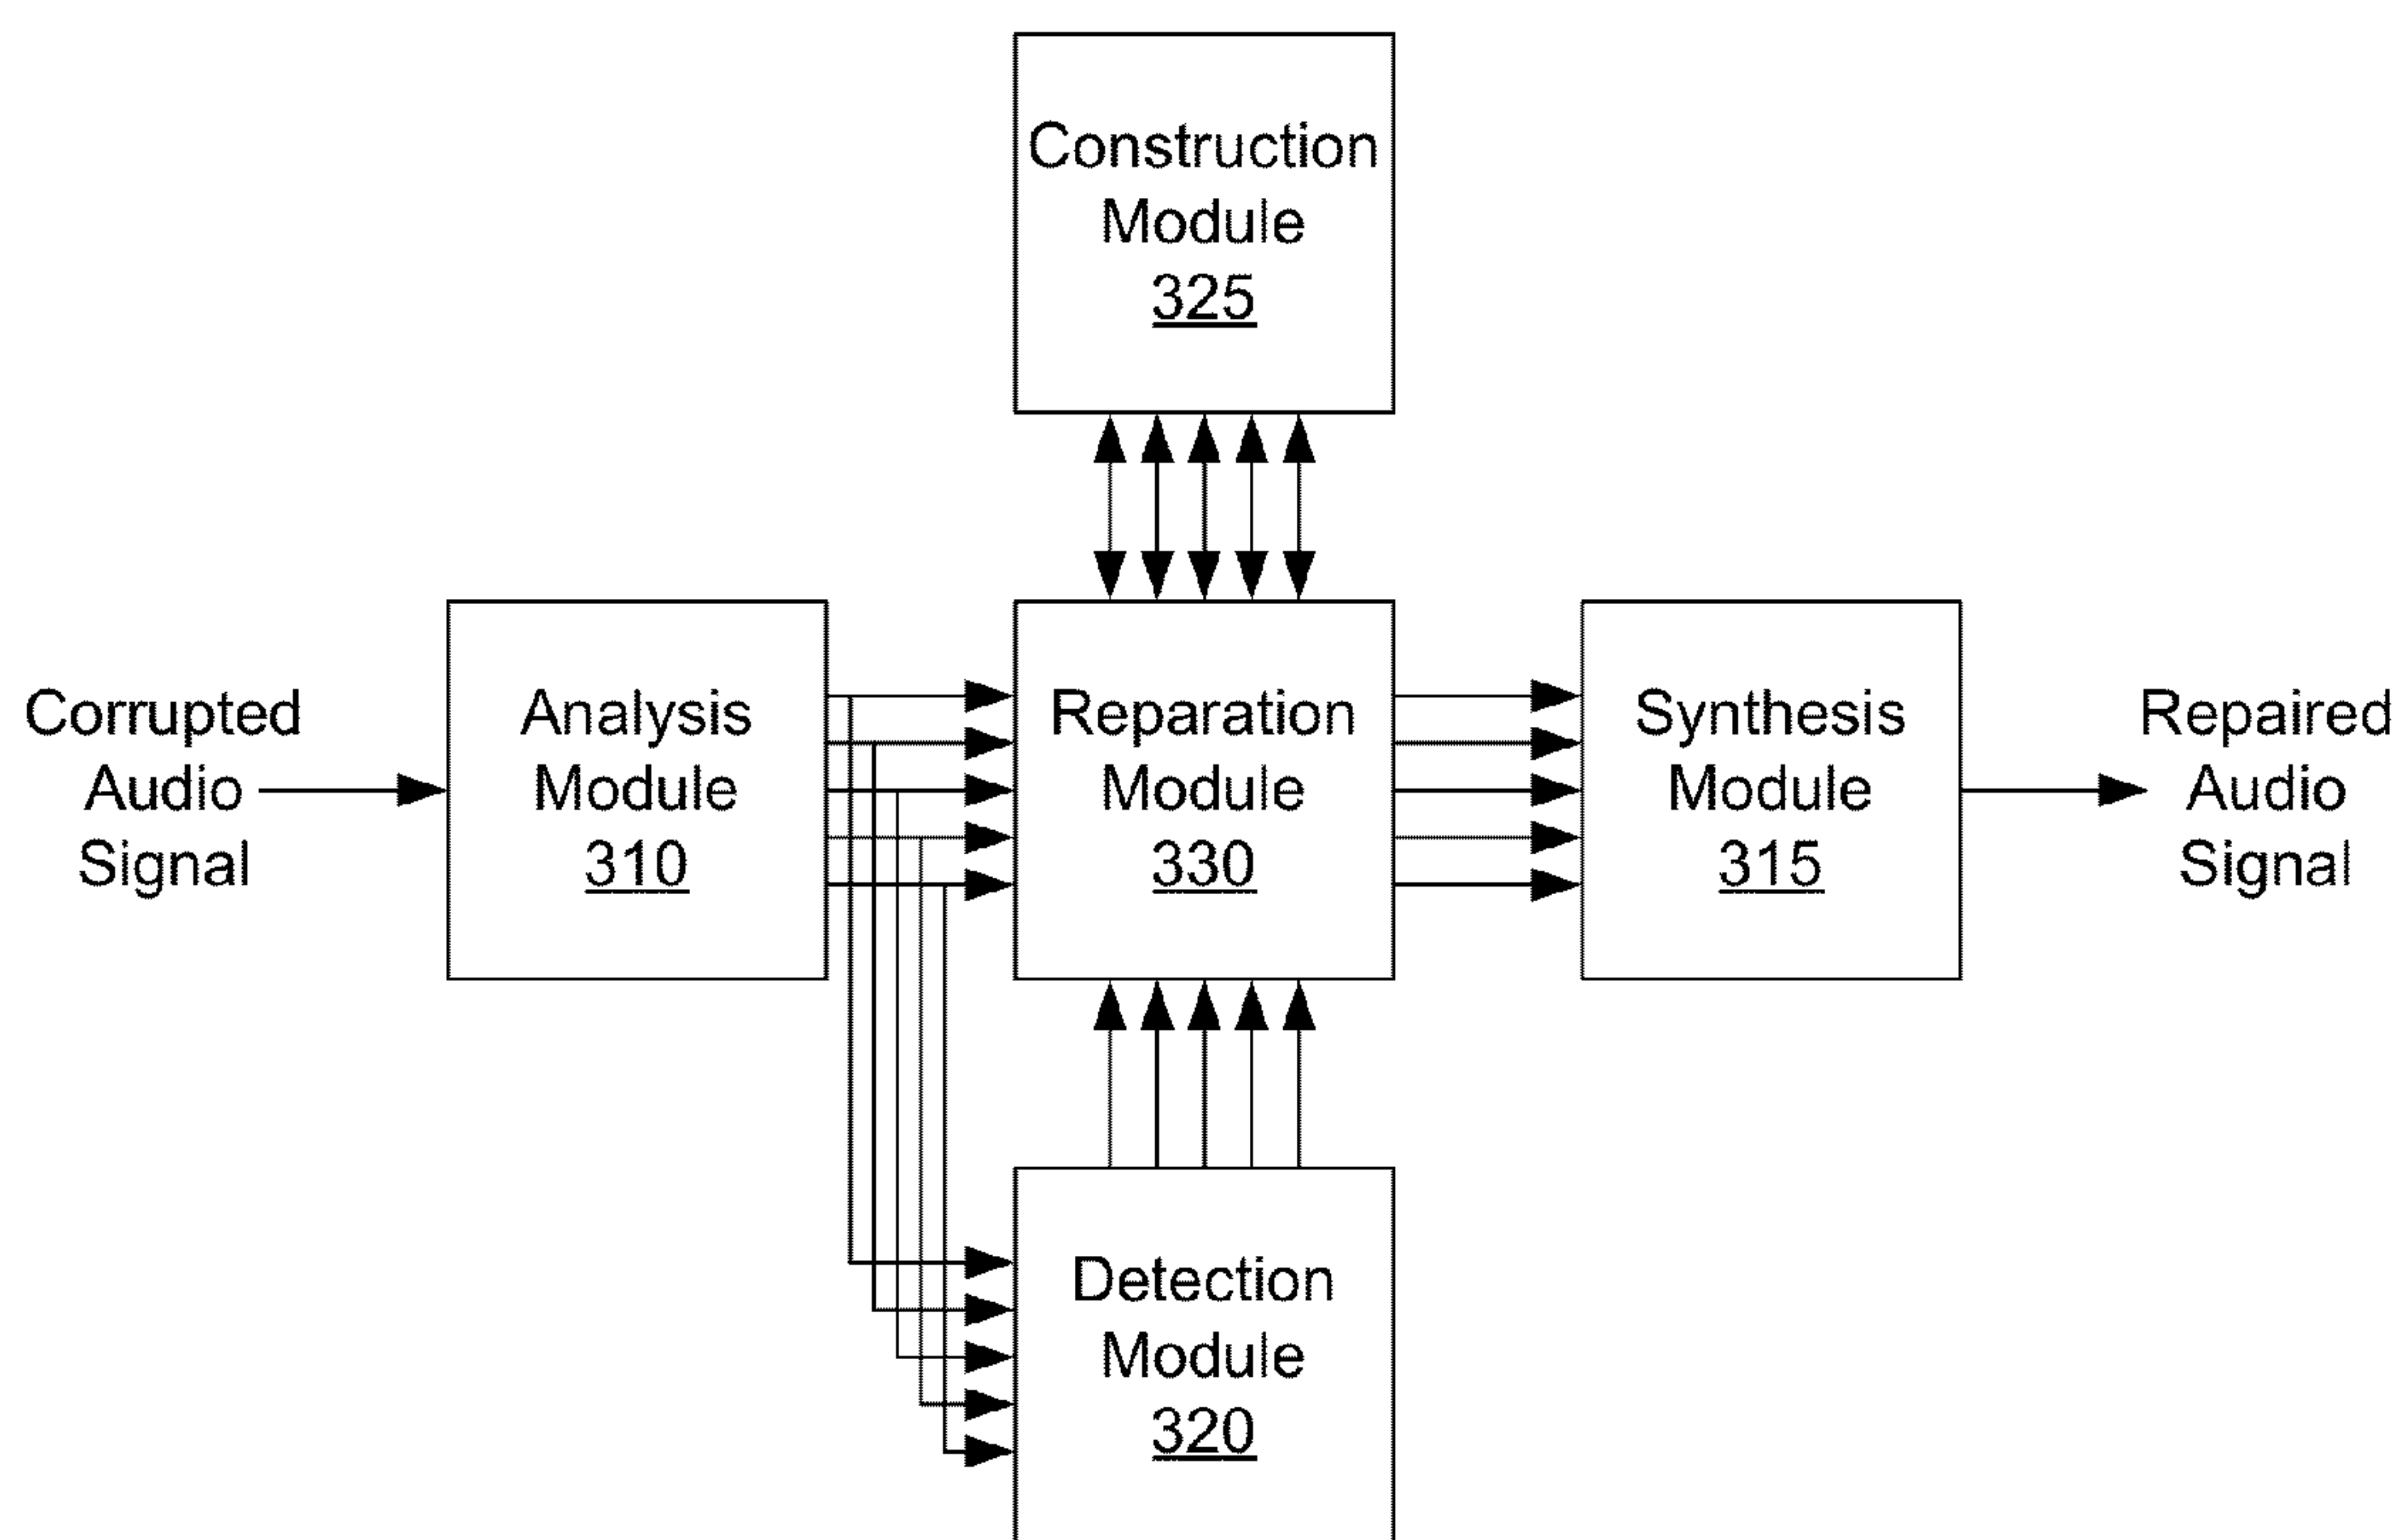 Construction
Module
325
Corrupted
Audio
Signal
Analysis
Module
310
Reparation
Module
330
Synthesis
Module
315
Repaired
Audio
Signal
Detection
Module
320